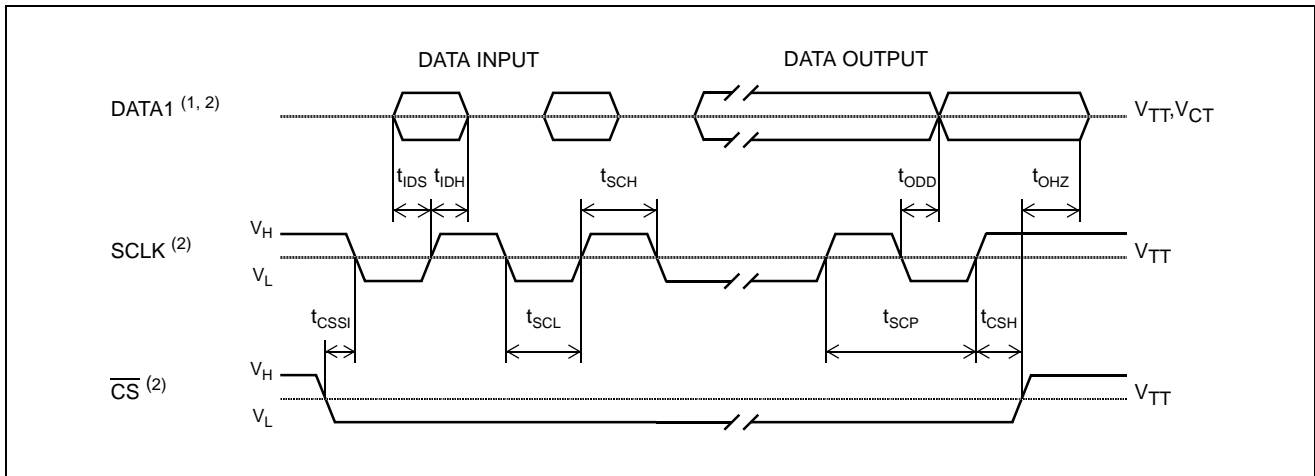 DATA INPUT DATA OUTPUT
DATA1 (1, 2) VTT,VCT
tIDS tIDH tSCH tODD tOHZ
VH
SCLK (2) VTT
VL
tCSSI tSCL tSCP tCSH
VH
CS (2) VTT
VL